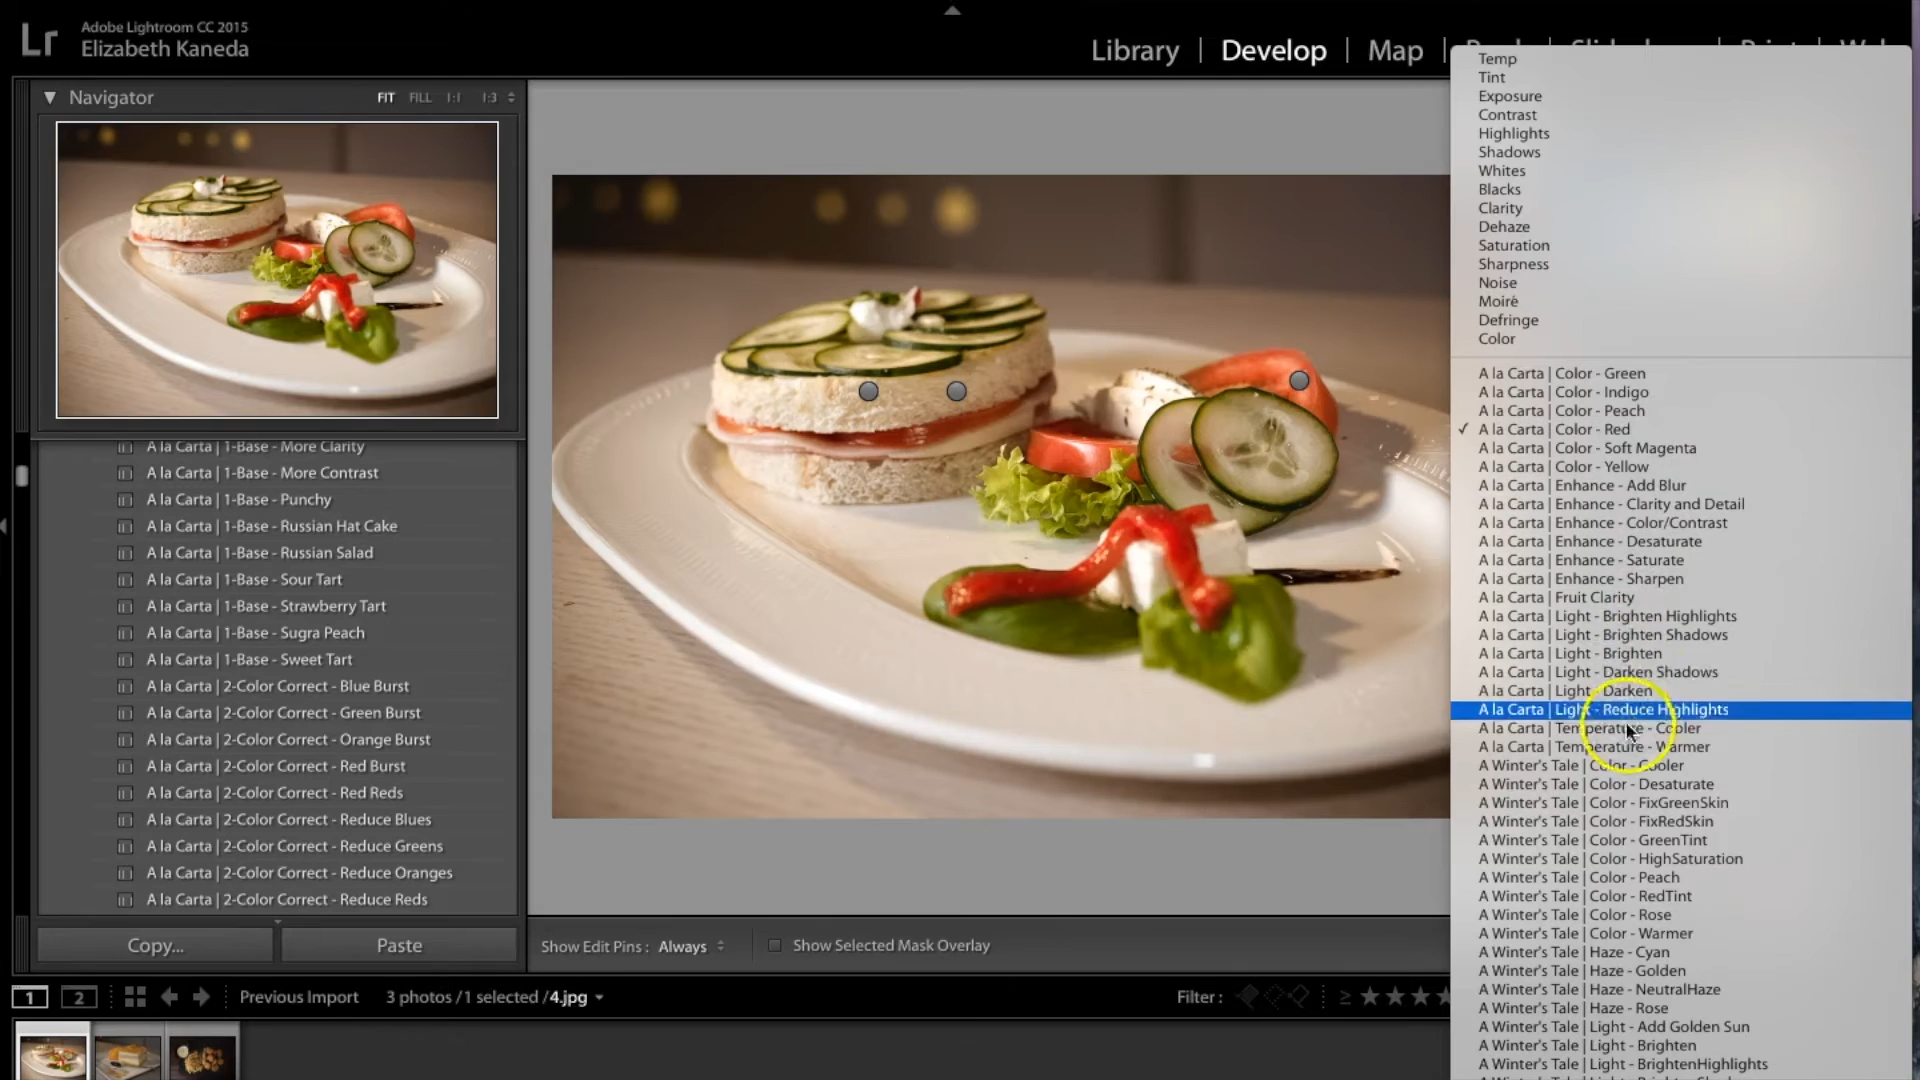 Lr
Adobe Lightroom CC 2015
Elizabeth Kaneda
Library | Develop | Map
Navigator
FIT FILL 1:1 1:3
A la Carta | 1-Base - More Clarity
A la Carta | 1-Base - More Contrast
A la Carta | 1-Base - Punchy
A la Carta | 1-Base - Russian Hat Cake
A la Carta | 1-Base - Russian Salad
A la Carta | 1-Base - Sour Tart
A la Carta | 1-Base - Strawberry Tart
A la Carta | 1-Base - Sugra Peach
A la Carta | 1-Base - Sweet Tart
A la Carta | 2-Color Correct - Blue Burst
A la Carta | 2-Color Correct - Green Burst
A la Carta | 2-Color Correct - Orange Burst
A la Carta | 2-Color Correct - Red Burst
A la Carta | 2-Color Correct - Red Reds
A la Carta | 2-Color Correct - Reduce Blues
A la Carta | 2-Color Correct - Reduce Greens
A la Carta | 2-Color Correct - Reduce Oranges
A la Carta | 2-Color Correct - Reduce Reds
Copy...
Paste
Show Edit Pins : Always
Show Selected Mask Overlay
1
2
Previous Import
3 photos / 1 selected / 4.jpg
Filter :
Temp
Tint
Exposure
Contrast
Highlights
Shadows
Whites
Blacks
Clarity
Dehaze
Saturation
Sharpness
Noise
Moiré
Defringe
Color
A la Carta | Color - Green
A la Carta | Color - Indigo
A la Carta | Color - Peach
✓ A la Carta | Color - Red
A la Carta | Color - Soft Magenta
A la Carta | Color - Yellow
A la Carta | Enhance - Add Blur
A la Carta | Enhance - Clarity and Detail
A la Carta | Enhance - Color/Contrast
A la Carta | Enhance - Desaturate
A la Carta | Enhance - Saturate
A la Carta | Enhance - Sharpen
A la Carta | Fruit Clarity
A la Carta | Light - Brighten Highlights
A la Carta | Light - Brighten Shadows
A la Carta | Light - Brighten
A la Carta | Light - Darken Shadows
A la Carta | Light - Darken
A la Carta | Light - Reduce Highlights
A la Carta | Temperature - Cooler
A la Carta | Temperature - Warmer
A Winter's Tale | Color - Cooler
A Winter's Tale | Color - Desaturate
A Winter's Tale | Color - FixGreenSkin
A Winter's Tale | Color - FixRedSkin
A Winter's Tale | Color - GreenTint
A Winter's Tale | Color - HighSaturation
A Winter's Tale | Color - Peach
A Winter's Tale | Color - RedTint
A Winter's Tale | Color - Rose
A Winter's Tale | Color - Warmer
A Winter's Tale | Haze - Cyan
A Winter's Tale | Haze - Golden
A Winter's Tale | Haze - NeutralHaze
A Winter's Tale | Haze - Rose
A Winter's Tale | Light - Add Golden Sun
A Winter's Tale | Light - Brighten
A Winter's Tale | Light - BrightenHighlights